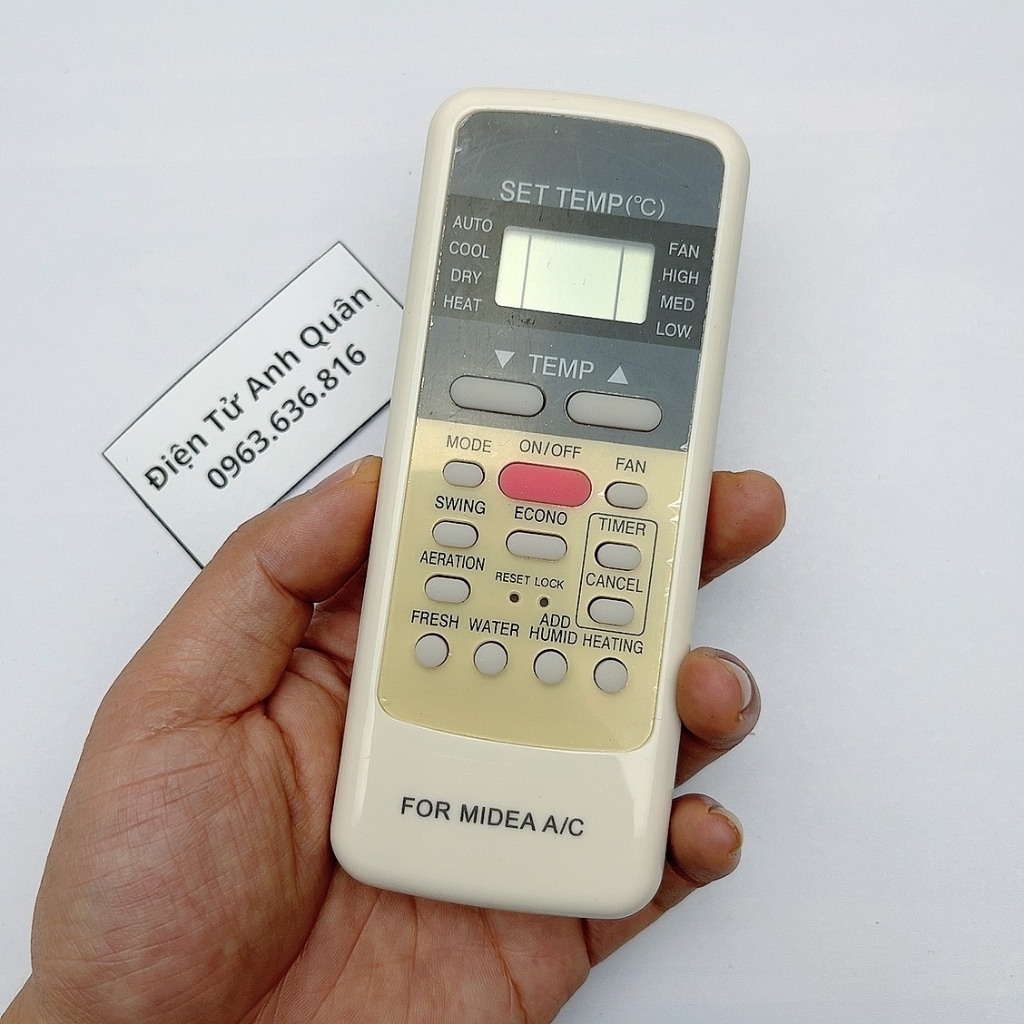 SET TEMP(°C)
AUTO
COOL
DRY
HEAT
FAN
HIGH
MED
LOW
▼ TEMP ▲
MODE ON/OFF FAN
SWING ECONO TIMER
AERATION RESET LOCK CANCEL
FRESH WATER ADD HUMID HEATING
FOR MIDEA A/C
Điện Tử Anh Quân
0963.636.816